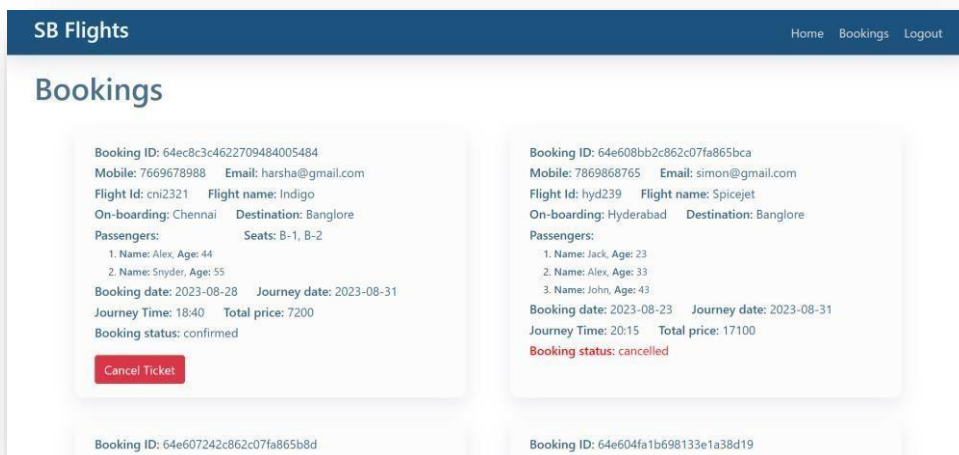 SB Flights
Home Bookings Logout
Bookings
Booking ID: 64ec8c3c4622709484005484
Mobile: 7669678988 Email: harsha@gmail.com
Flight Id: cni2321 Flight name: Indigo
On-boarding: Chennai Destination: Banglore
Passengers: Seats: B-1, B-2
1. Name: Alex, Age: 44
2. Name: Snyder, Age: 55
Booking date: 2023-08-28 Journey date: 2023-08-31
Journey Time: 18:40 Total price: 7200
Booking status: confirmed
Cancel Ticket
Booking ID: 64e608bb2c862c07fa865bca
Mobile: 7869868765 Email: simon@gmail.com
Flight Id: hyd239 Flight name: Spicejet
On-boarding: Hyderabad Destination: Banglore
Passengers:
1. Name: Jack, Age: 23
2. Name: Alex, Age: 33
3. Name: John, Age: 43
Booking date: 2023-08-23 Journey date: 2023-08-31
Journey Time: 20:15 Total price: 17100
Booking status: cancelled
Booking ID: 64e607242c862c07fa865b8d
Booking ID: 64e604fa1b698133e1a38d19